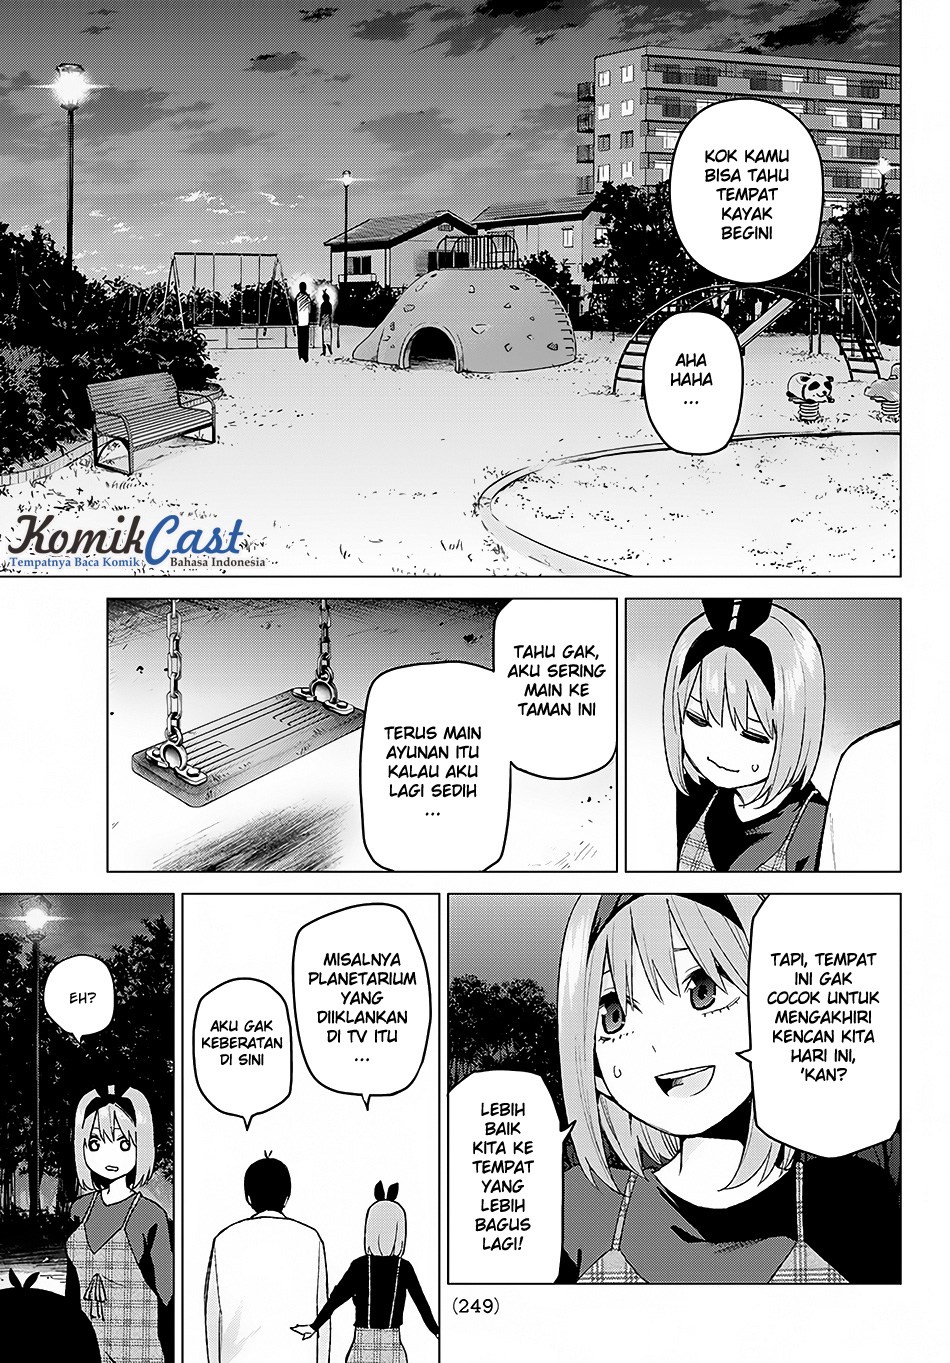 KOK KAMU
BISA TAHU
TEMPAT
KAYAK
BEGINI
AHA
HAHA
...
KomikCast
Tempatnya Baca Komik Bahasa Indonesia
TAHU GAK,
AKU SERING
MAIN KE
TAMAN INI
TERUS MAIN
AYUNAN ITU
KALAU AKU
LAGI SEDIH
...
TAPI, TEMPAT
INI GAK
COCOK UNTUK
MENGAKHIRI
KENCAN KITA
HARI INI,
'KAN?
LEBIH
BAIK
KITA KE
TEMPAT
YANG
LEBIH
BAGUS
LAGI!
MISALNYA
PLANETARIUM
YANG
DIIKLANKAN
DI TV ITU
...
AKU GAK
KEBERATAN
DI SINI
EH?
(249)